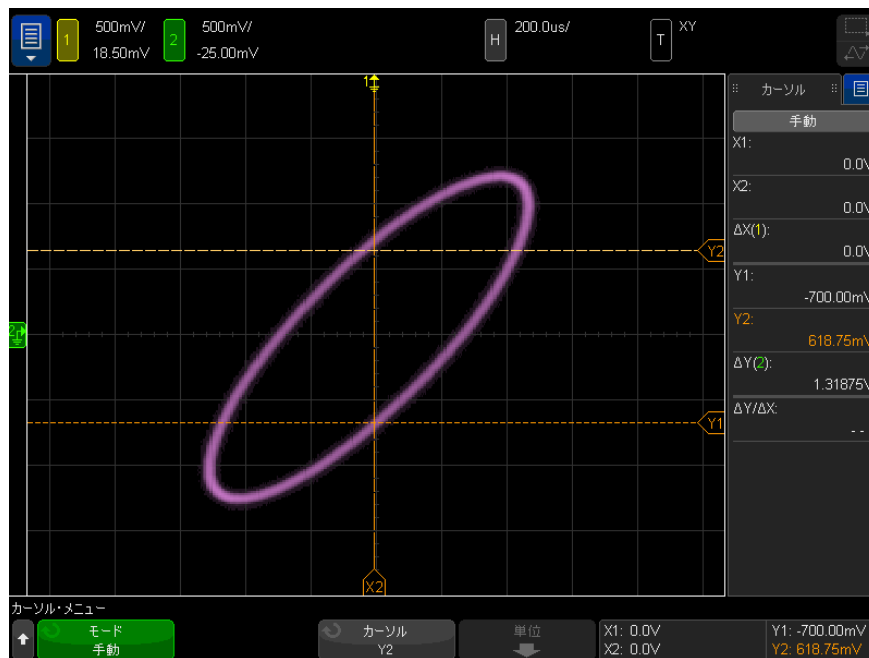 1 500mV/ 18.50mV
2 500mV/ -25.00mV
H 200.0us/
T XY
1
カーソル
手動
X1:
0.0V
X2:
0.0V
ΔX(1):
0.0V
Y1:
-700.00mV
Y2:
618.75mV
ΔY(2):
1.31875V
ΔY/ΔX:
--
Y2
2
Y1
X2
カーソル・メニュー
モード
手動
カーソル
Y2
単位
X1: 0.0V
X2: 0.0V
Y1: -700.00mV
Y2: 618.75mV